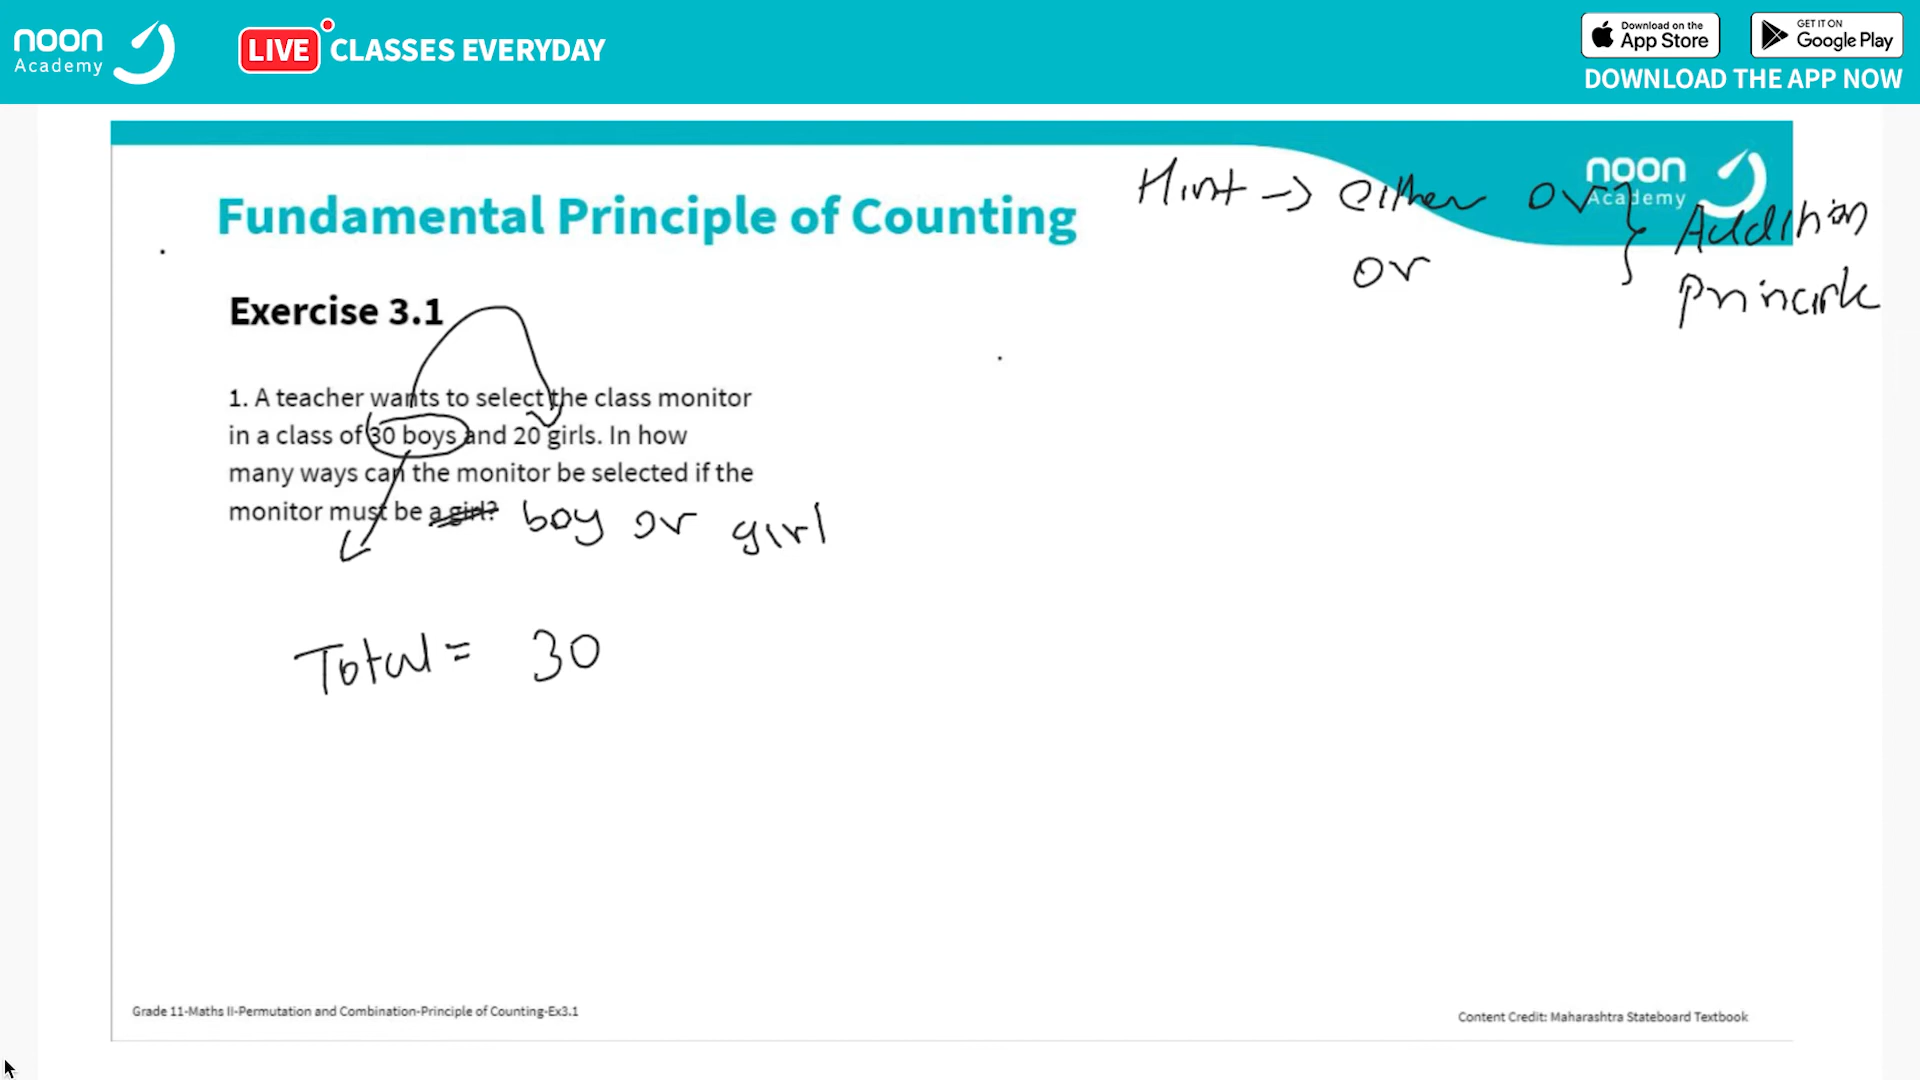 noon
Academy
LIVE CLASSES EVERYDAY
Download on the
App Store
GET IT ON
Google Play
DOWNLOAD THE APP NOW
noon
Academy
Hint → either or } Addition
or principle
Fundamental Principle of Counting
Exercise 3.1
1. A teacher wants to select the class monitor
in a class of 30 boys and 20 girls. In how
many ways can the monitor be selected if the
monitor must be a girl? boy or girl
Total = 30
Grade 11-Maths II-Permutation and Combination-Principle of Counting-Ex3.1
Content Credit: Maharashtra Stateboard Textbook